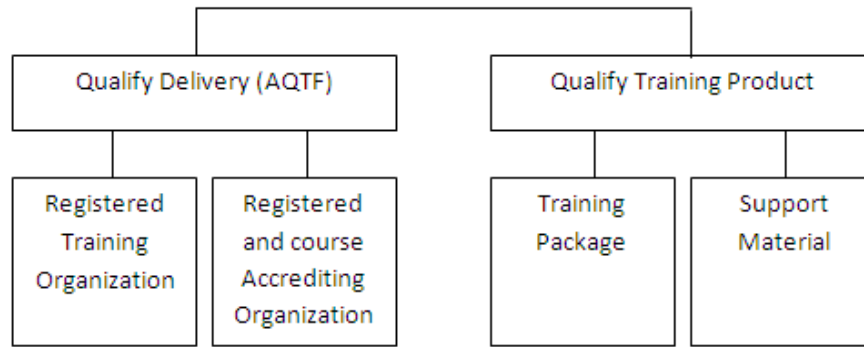 Qualify Delivery (AQTF)
Qualify Training Product
Registered
Training
Organization
Registered
and course
Accrediting
Organization
Training
Package
Support
Material